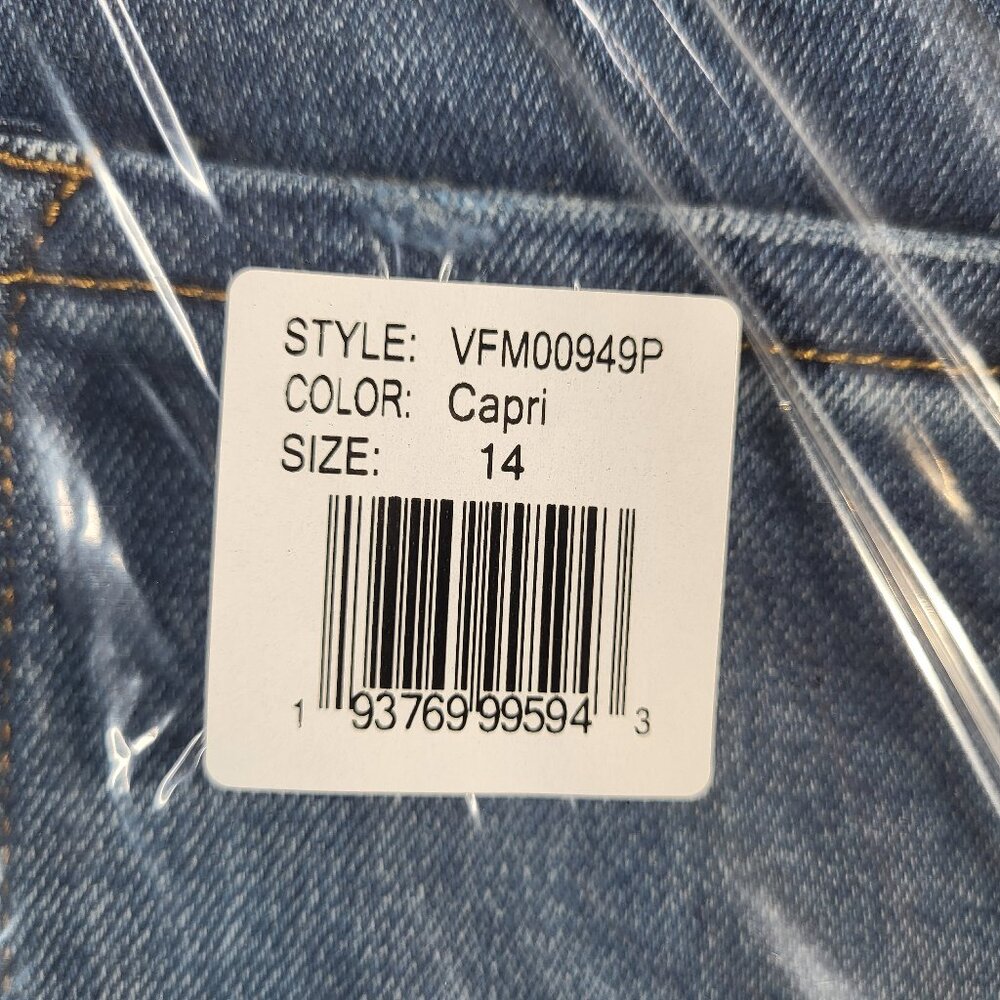 STYLE: VFM00949P
COLOR: Capri
SIZE: 14
1 93769 99594 3